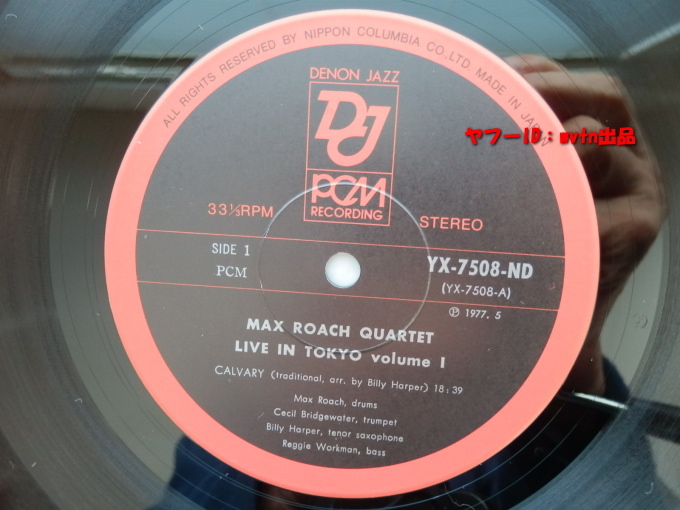 ALL RIGHTS RESERVED BY NIPPON COLUMBIA CO., LTD. MADE IN JAPAN
DENON JAZZ
DJ
PCM
RECORDING
33⅓RPM
STEREO
ヤフーID：mvtn出品
SIDE 1
PCM
YX-7508-ND
(YX-7508-A)
Ⓟ 1977. 5
MAX ROACH QUARTET
LIVE IN TOKYO volume I
CALVARY (traditional, arr. by Billy Harper) 18:39
Max Roach, drums
Cecil Bridgewater, trumpet
Billy Harper, tenor saxophone
Reggie Workman, bass